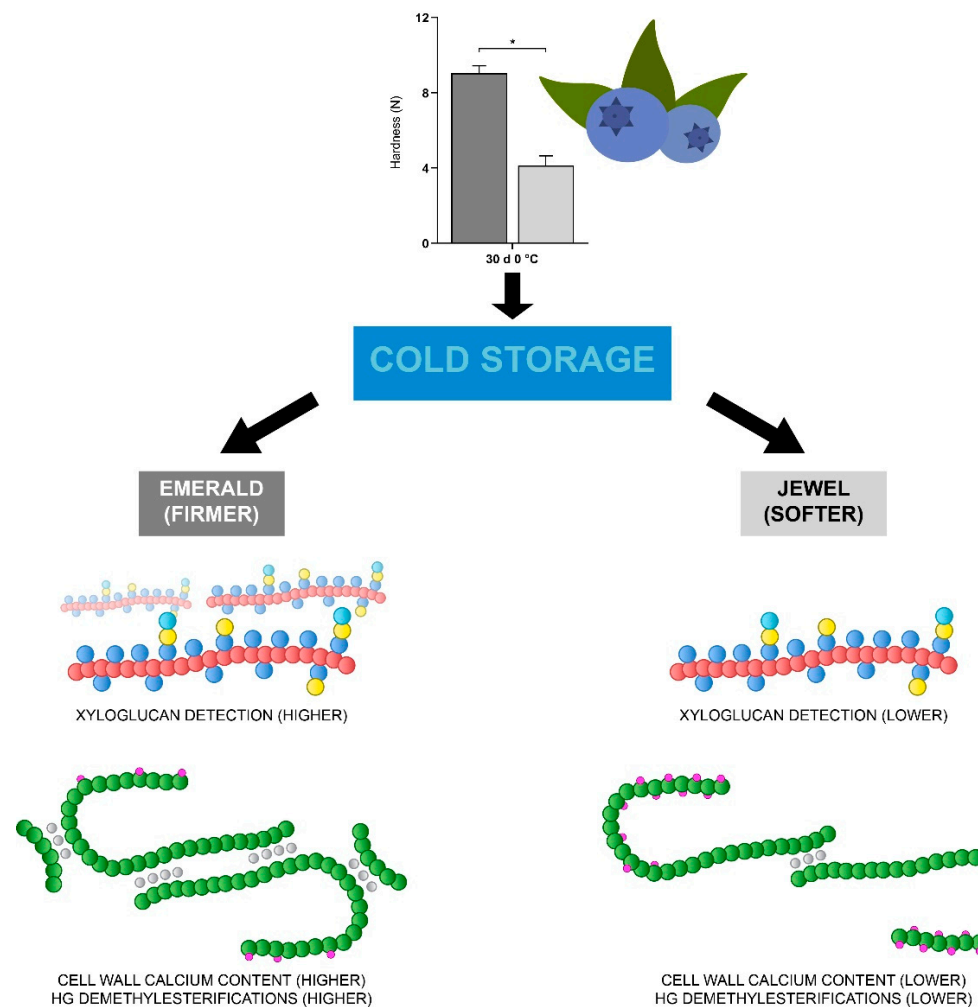 12
*
8
Hardness (N)
4
0
30 d 0 °C
COLD STORAGE
EMERALD
(FIRMER)
JEWEL
(SOFTER)
XYLOGLUCAN DETECTION (HIGHER)
XYLOGLUCAN DETECTION (LOWER)
CELL WALL CALCIUM CONTENT (HIGHER)
HG DEMETHYLESTERIFICATIONS (HIGHER)
CELL WALL CALCIUM CONTENT (LOWER)
HG DEMETHYLESTERIFICATIONS (LOWER)